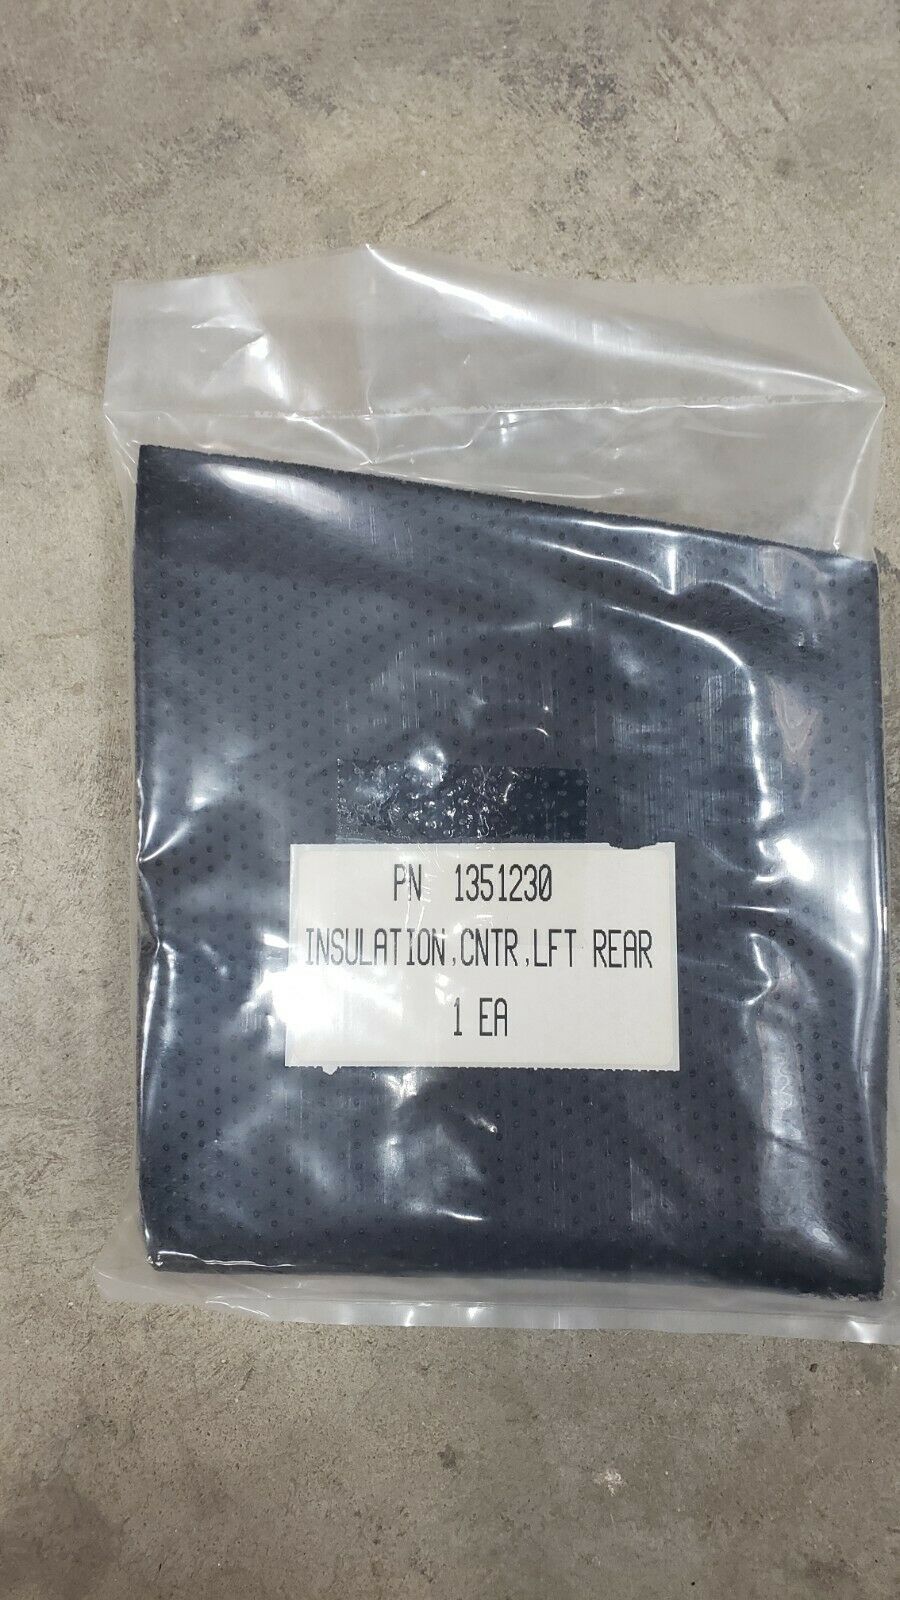 PN 1351230
INSULATION,CNTR,LFT REAR
1 EA